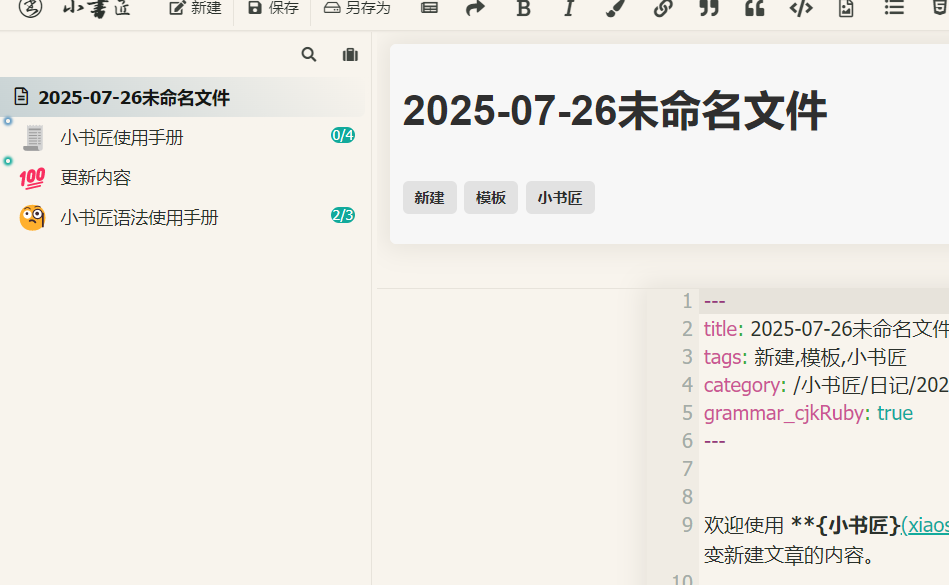 小書匠 新建 保存 另存为
2025-07-26未命名文件
小书匠使用手册 0/4
更新内容
小书匠语法使用手册 2/3
2025-07-26未命名文件
新建 模板 小书匠
1 ---
2 title: 2025-07-26未命名文件
3 tags: 新建,模板,小书匠
4 category: /小书匠/日记/202
5 grammar_cjkRuby: true
6 ---
7
8
9 欢迎使用 **{小书匠}(xiaos
变新建文章的内容。
10